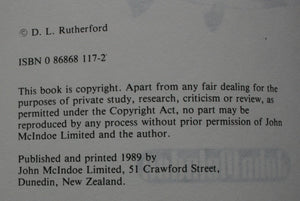 © D. L. Rutherford
ISBN 0 86868 117-2
This book is copyright. Apart from any fair dealing for the
purposes of private study, research, criticism or review, as
permitted under the Copyright Act, no part may be
reproduced by any process without prior permission of John
McIndoe Limited and the author.
Published and printed 1989 by
John McIndoe Limited, 51 Crawford Street,
Dunedin, New Zealand.